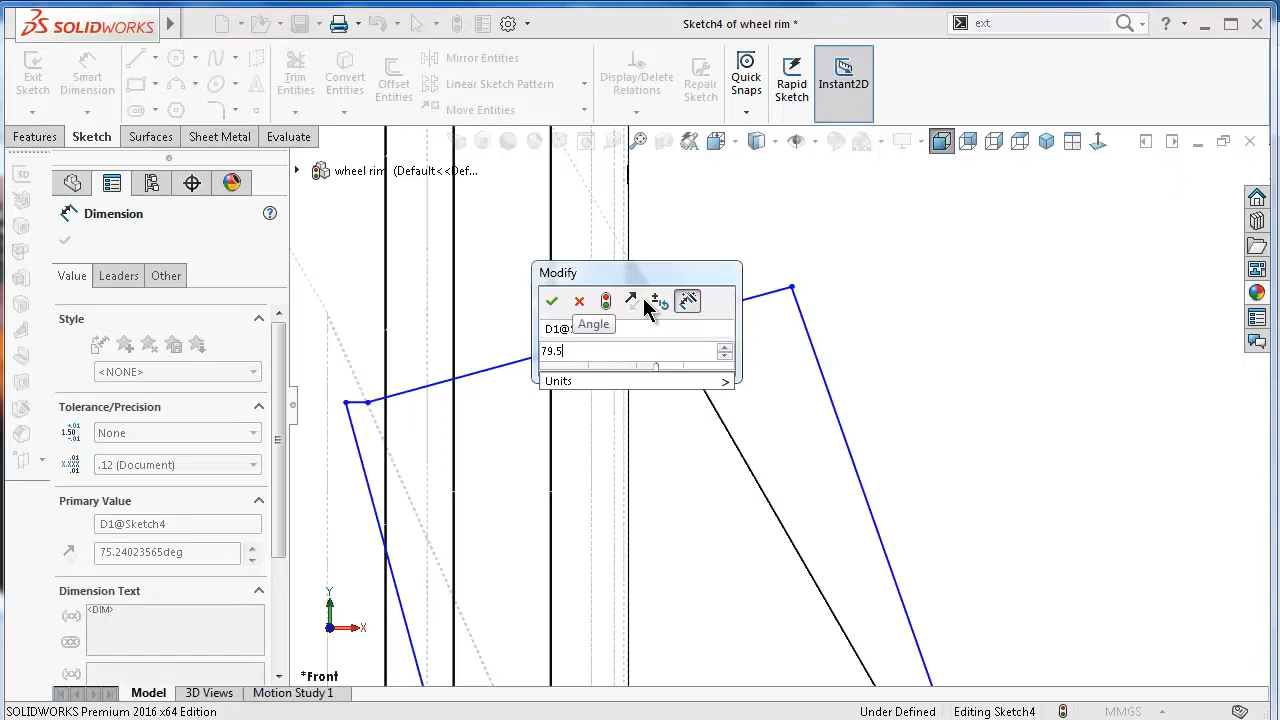 SOLIDWORKS
Sketch4 of wheel rim *
ext
Exit Sketch
Smart Dimension
Trim Entities
Convert Entities
Offset Entities
Mirror Entities
Linear Sketch Pattern
Move Entities
Display/Delete Relations
Repair Sketch
Quick Snaps
Rapid Sketch
Instant2D
Features
Sketch
Surfaces
Sheet Metal
Evaluate
wheel rim (Default<<Def...
Dimension
Value
Leaders
Other
Style
<NONE>
Tolerance/Precision
None
.12 (Document)
Primary Value
D1@Sketch4
75.24023565deg
Dimension Text
<DIM>
Modify
Angle
D1@S
79.5
Units
Y
X
*Front
Model
3D Views
Motion Study 1
SOLIDWORKS Premium 2016 x64 Edition
Under Defined
Editing Sketch4
MMGS